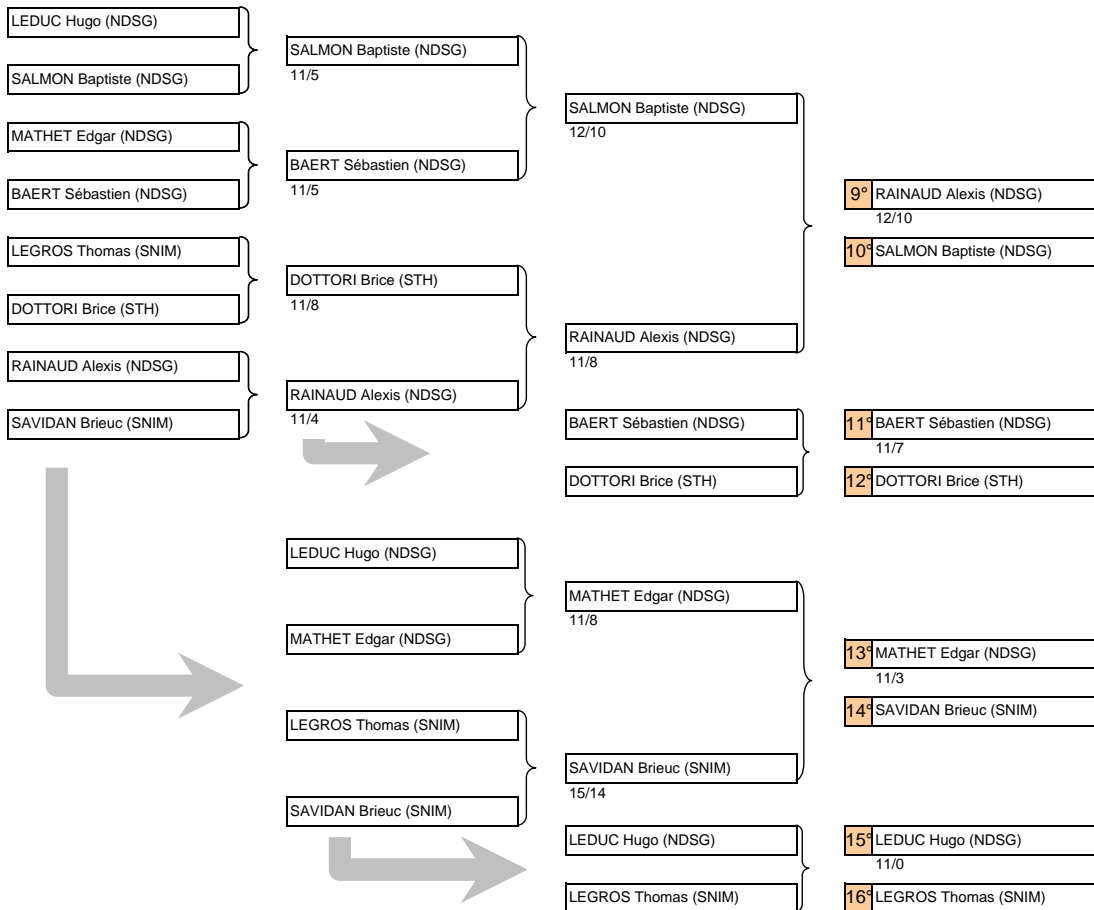 LEDUC Hugo (NDSG)
SALMON Baptiste (NDSG)
MATHET Edgar (NDSG)
BAERT Sébastien (NDSG)
LEGROS Thomas (SNIM)
DOTTORI Brice (STH)
RAINAUD Alexis (NDSG)
SAVIDAN Brieuc (SNIM)
SALMON Baptiste (NDSG)
11/5
BAERT Sébastien (NDSG)
11/5
DOTTORI Brice (STH)
11/8
RAINAUD Alexis (NDSG)
11/4
SALMON Baptiste (NDSG)
12/10
RAINAUD Alexis (NDSG)
11/8
BAERT Sébastien (NDSG)
DOTTORI Brice (STH)
9° RAINAUD Alexis (NDSG)
12/10
10° SALMON Baptiste (NDSG)
11° BAERT Sébastien (NDSG)
11/7
12° DOTTORI Brice (STH)
LEDUC Hugo (NDSG)
MATHET Edgar (NDSG)
LEGROS Thomas (SNIM)
SAVIDAN Brieuc (SNIM)
MATHET Edgar (NDSG)
11/8
SAVIDAN Brieuc (SNIM)
15/14
LEDUC Hugo (NDSG)
LEGROS Thomas (SNIM)
13° MATHET Edgar (NDSG)
11/3
14° SAVIDAN Brieuc (SNIM)
15° LEDUC Hugo (NDSG)
11/0
16° LEGROS Thomas (SNIM)